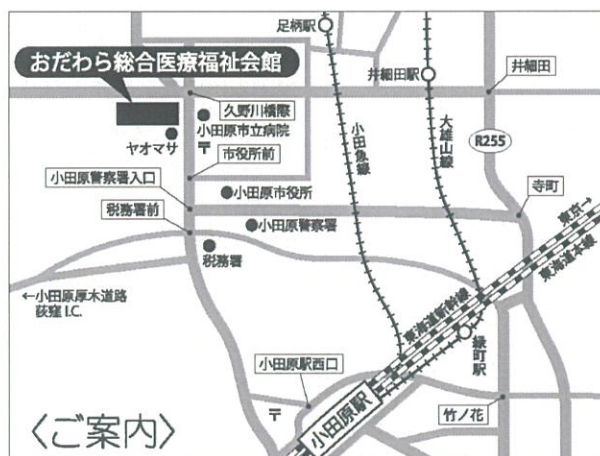 足柄駅
おだわら総合医療福祉会館
井細田駅
井細田
久野川橋際
小田原市立病院
ヤオマサ
〒
市役所前
小田急線
大雄山線
R255
小田原警察署入口
小田原市役所
寺町
税務署前
小田原警察署
東京→
税務署
東海道本線
東海道新幹線
←小田原厚木道路
荻窪 I.C.
緑町駅
小田原駅西口
〒
小田原駅
竹ノ花
〈ご案内〉